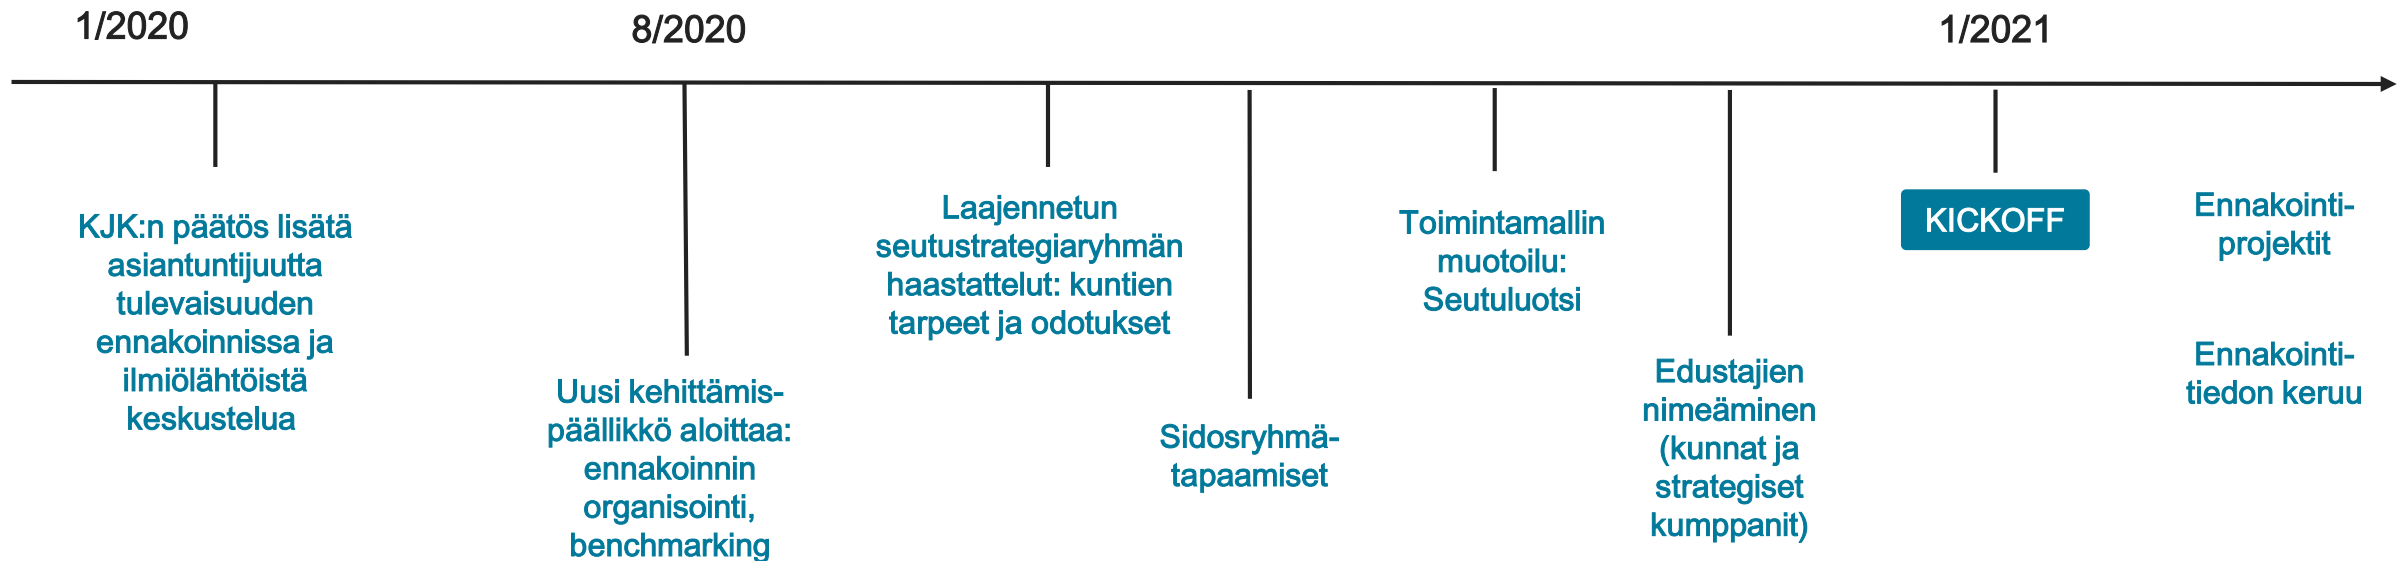 1/2020
8/2020
1/2021
KJK:n päätös lisätä
asiantuntijuutta
tulevaisuuden
ennakoinnissa ja
ilmiölähtöistä
keskustelua
Uusi kehittämis-
päällikkö aloittaa:
ennakoinnin
organisointi,
benchmarking
Laajennetun
seutustrategiaryhmän
haastattelut: kuntien
tarpeet ja odotukset
Sidosryhmä-
tapaamiset
Toimintamallin
muotoilu:
Seutuluotsi
Edustajien
nimeäminen
(kunnat ja
strategiset
kumppanit)
KICKOFF
Ennakointi-
projektit
Ennakointi-
tiedon keruu